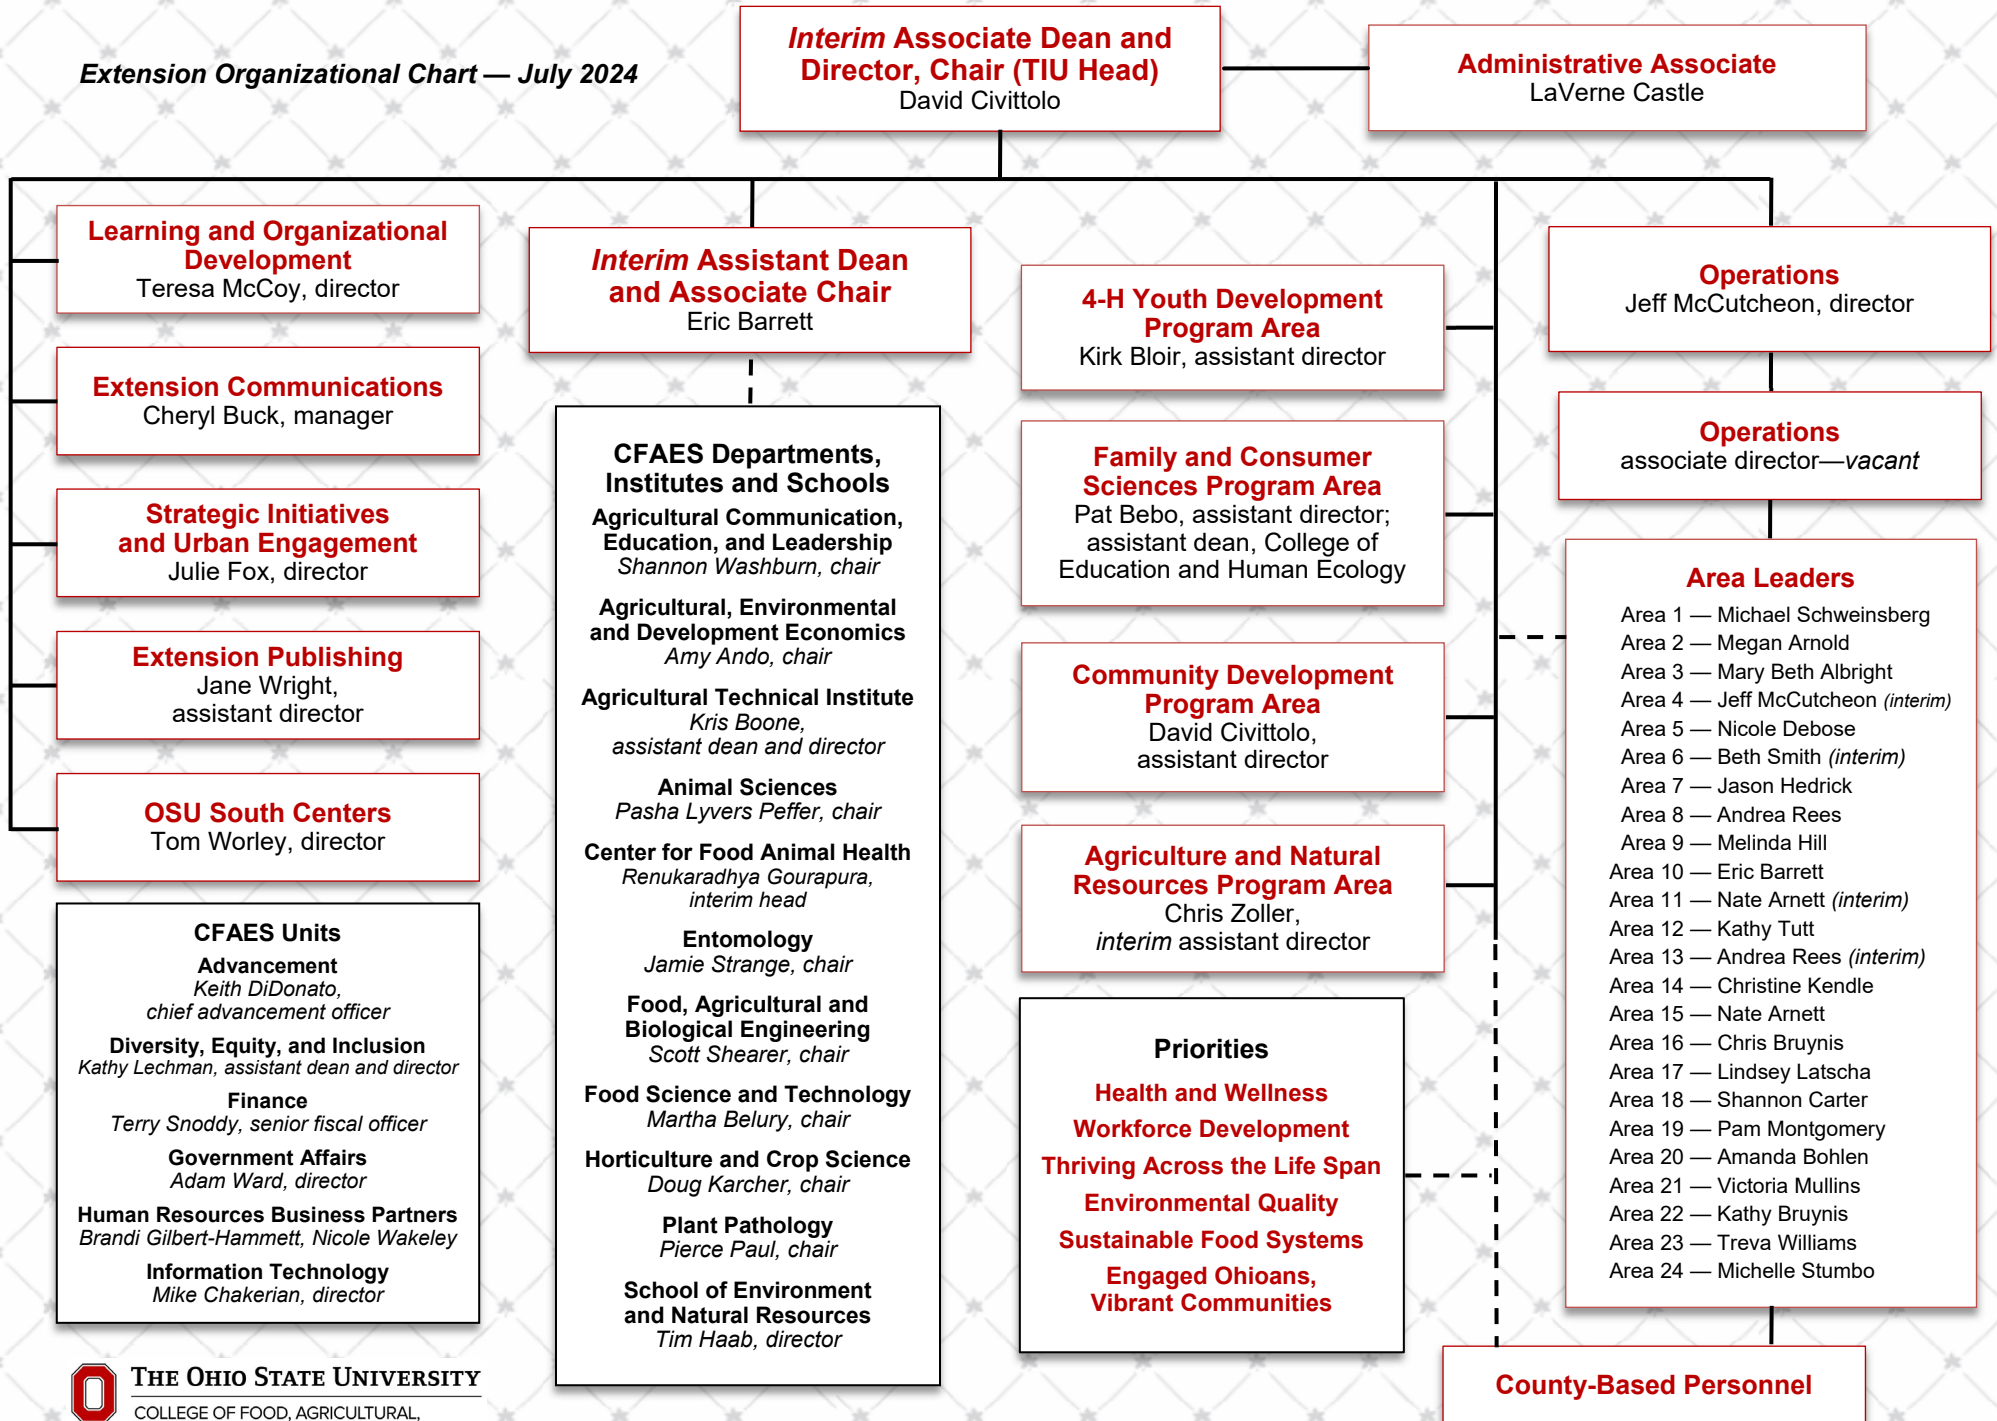 Extension Organizational Chart — July 2024
Interim Associate Dean and
Director, Chair (TIU Head)
David Civittolo
Administrative Associate
LaVerne Castle
Learning and Organizational
Development
Teresa McCoy, director
Extension Communications
Cheryl Buck, manager
Strategic Initiatives
and Urban Engagement
Julie Fox, director
Extension Publishing
Jane Wright,
assistant director
OSU South Centers
Tom Worley, director
CFAES Units
Advancement
Keith DiDonato,
chief advancement officer
Diversity, Equity, and Inclusion
Kathy Lechman, assistant dean and director
Finance
Terry Snoddy, senior fiscal officer
Government Affairs
Adam Ward, director
Human Resources Business Partners
Brandi Gilbert-Hammett, Nicole Wakeley
Information Technology
Mike Chakerian, director
Interim Assistant Dean
and Associate Chair
Eric Barrett
CFAES Departments,
Institutes and Schools
Agricultural Communication,
Education, and Leadership
Shannon Washburn, chair
Agricultural, Environmental
and Development Economics
Amy Ando, chair
Agricultural Technical Institute
Kris Boone,
assistant dean and director
Animal Sciences
Pasha Lyvers Peffer, chair
Center for Food Animal Health
Renukaradhya Gourapura,
interim head
Entomology
Jamie Strange, chair
Food, Agricultural and
Biological Engineering
Scott Shearer, chair
Food Science and Technology
Martha Belury, chair
Horticulture and Crop Science
Doug Karcher, chair
Plant Pathology
Pierce Paul, chair
School of Environment
and Natural Resources
Tim Haab, director
4-H Youth Development
Program Area
Kirk Bloir, assistant director
Family and Consumer
Sciences Program Area
Pat Bebo, assistant director;
assistant dean, College of
Education and Human Ecology
Community Development
Program Area
David Civittolo,
assistant director
Agriculture and Natural
Resources Program Area
Chris Zoller,
interim assistant director
Priorities
Health and Wellness
Workforce Development
Thriving Across the Life Span
Environmental Quality
Sustainable Food Systems
Engaged Ohioans,
Vibrant Communities
Operations
Jeff McCutcheon, director
Operations
associate director—vacant
Area Leaders
Area 1 — Michael Schweinsberg
Area 2 — Megan Arnold
Area 3 — Mary Beth Albright
Area 4 — Jeff McCutcheon (interim)
Area 5 — Nicole Debose
Area 6 — Beth Smith (interim)
Area 7 — Jason Hedrick
Area 8 — Andrea Rees
Area 9 — Melinda Hill
Area 10 — Eric Barrett
Area 11 — Nate Arnett (interim)
Area 12 — Kathy Tutt
Area 13 — Andrea Rees (interim)
Area 14 — Christine Kendle
Area 15 — Nate Arnett
Area 16 — Chris Bruynis
Area 17 — Lindsey Latscha
Area 18 — Shannon Carter
Area 19 — Pam Montgomery
Area 20 — Amanda Bohlen
Area 21 — Victoria Mullins
Area 22 — Kathy Bruynis
Area 23 — Treva Williams
Area 24 — Michelle Stumbo
County-Based Personnel
THE OHIO STATE UNIVERSITY
COLLEGE OF FOOD, AGRICULTURAL,